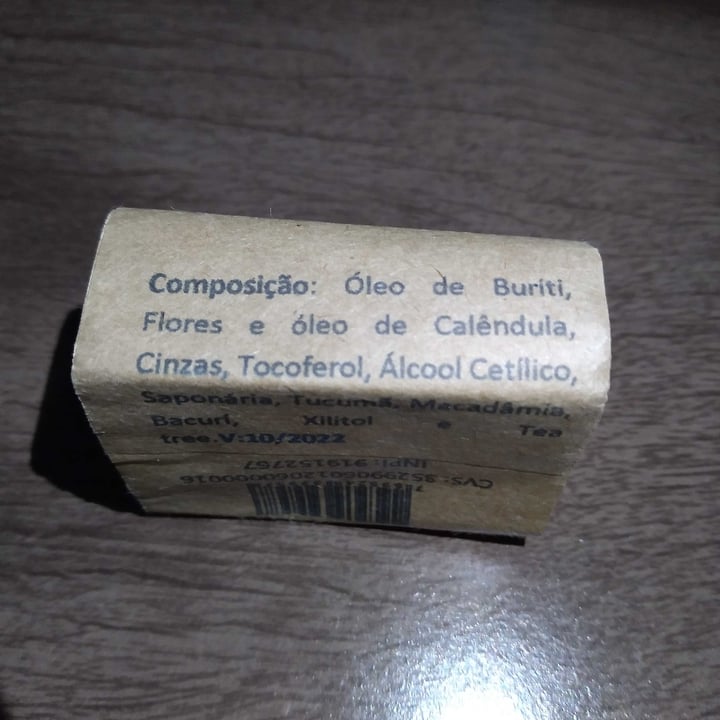 Composição: Óleo de Buriti,
Flores e óleo de Calêndula,
Cinzas, Tocoferol, Álcool Cetílico,
Saponária, Tucumã, Macadâmia,
Bacuri, Xilitol e Tea
tree.V:10/2022
INPI: 919152767